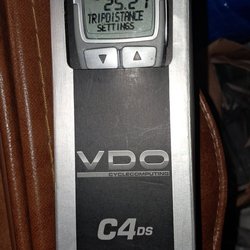 25.27
TRIPDISTANCE
SETTINGS
VDO
CYCLECOMPUTING
C4DS